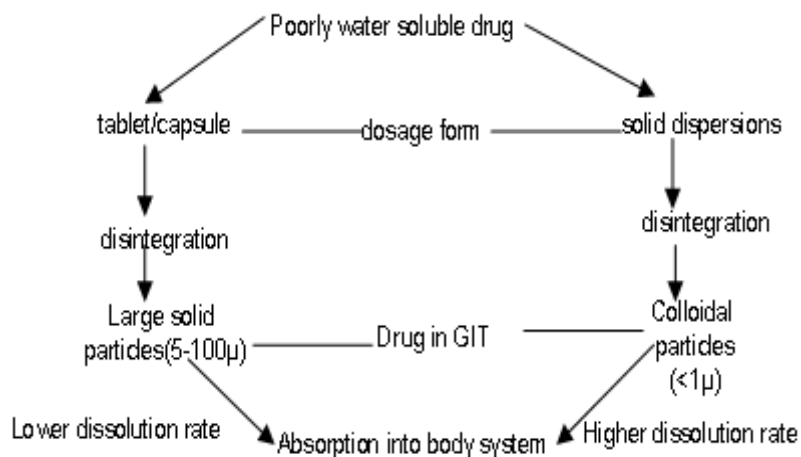 Poorly water soluble drug
tablet/capsule
dosage form
solid dispersions
disintegration
disintegration
Large solid
particles(5-100µ)
Drug in GIT
Colloidal
particles
(<1µ)
Lower dissolution rate
Absorption into body system
Higher dissolution rate